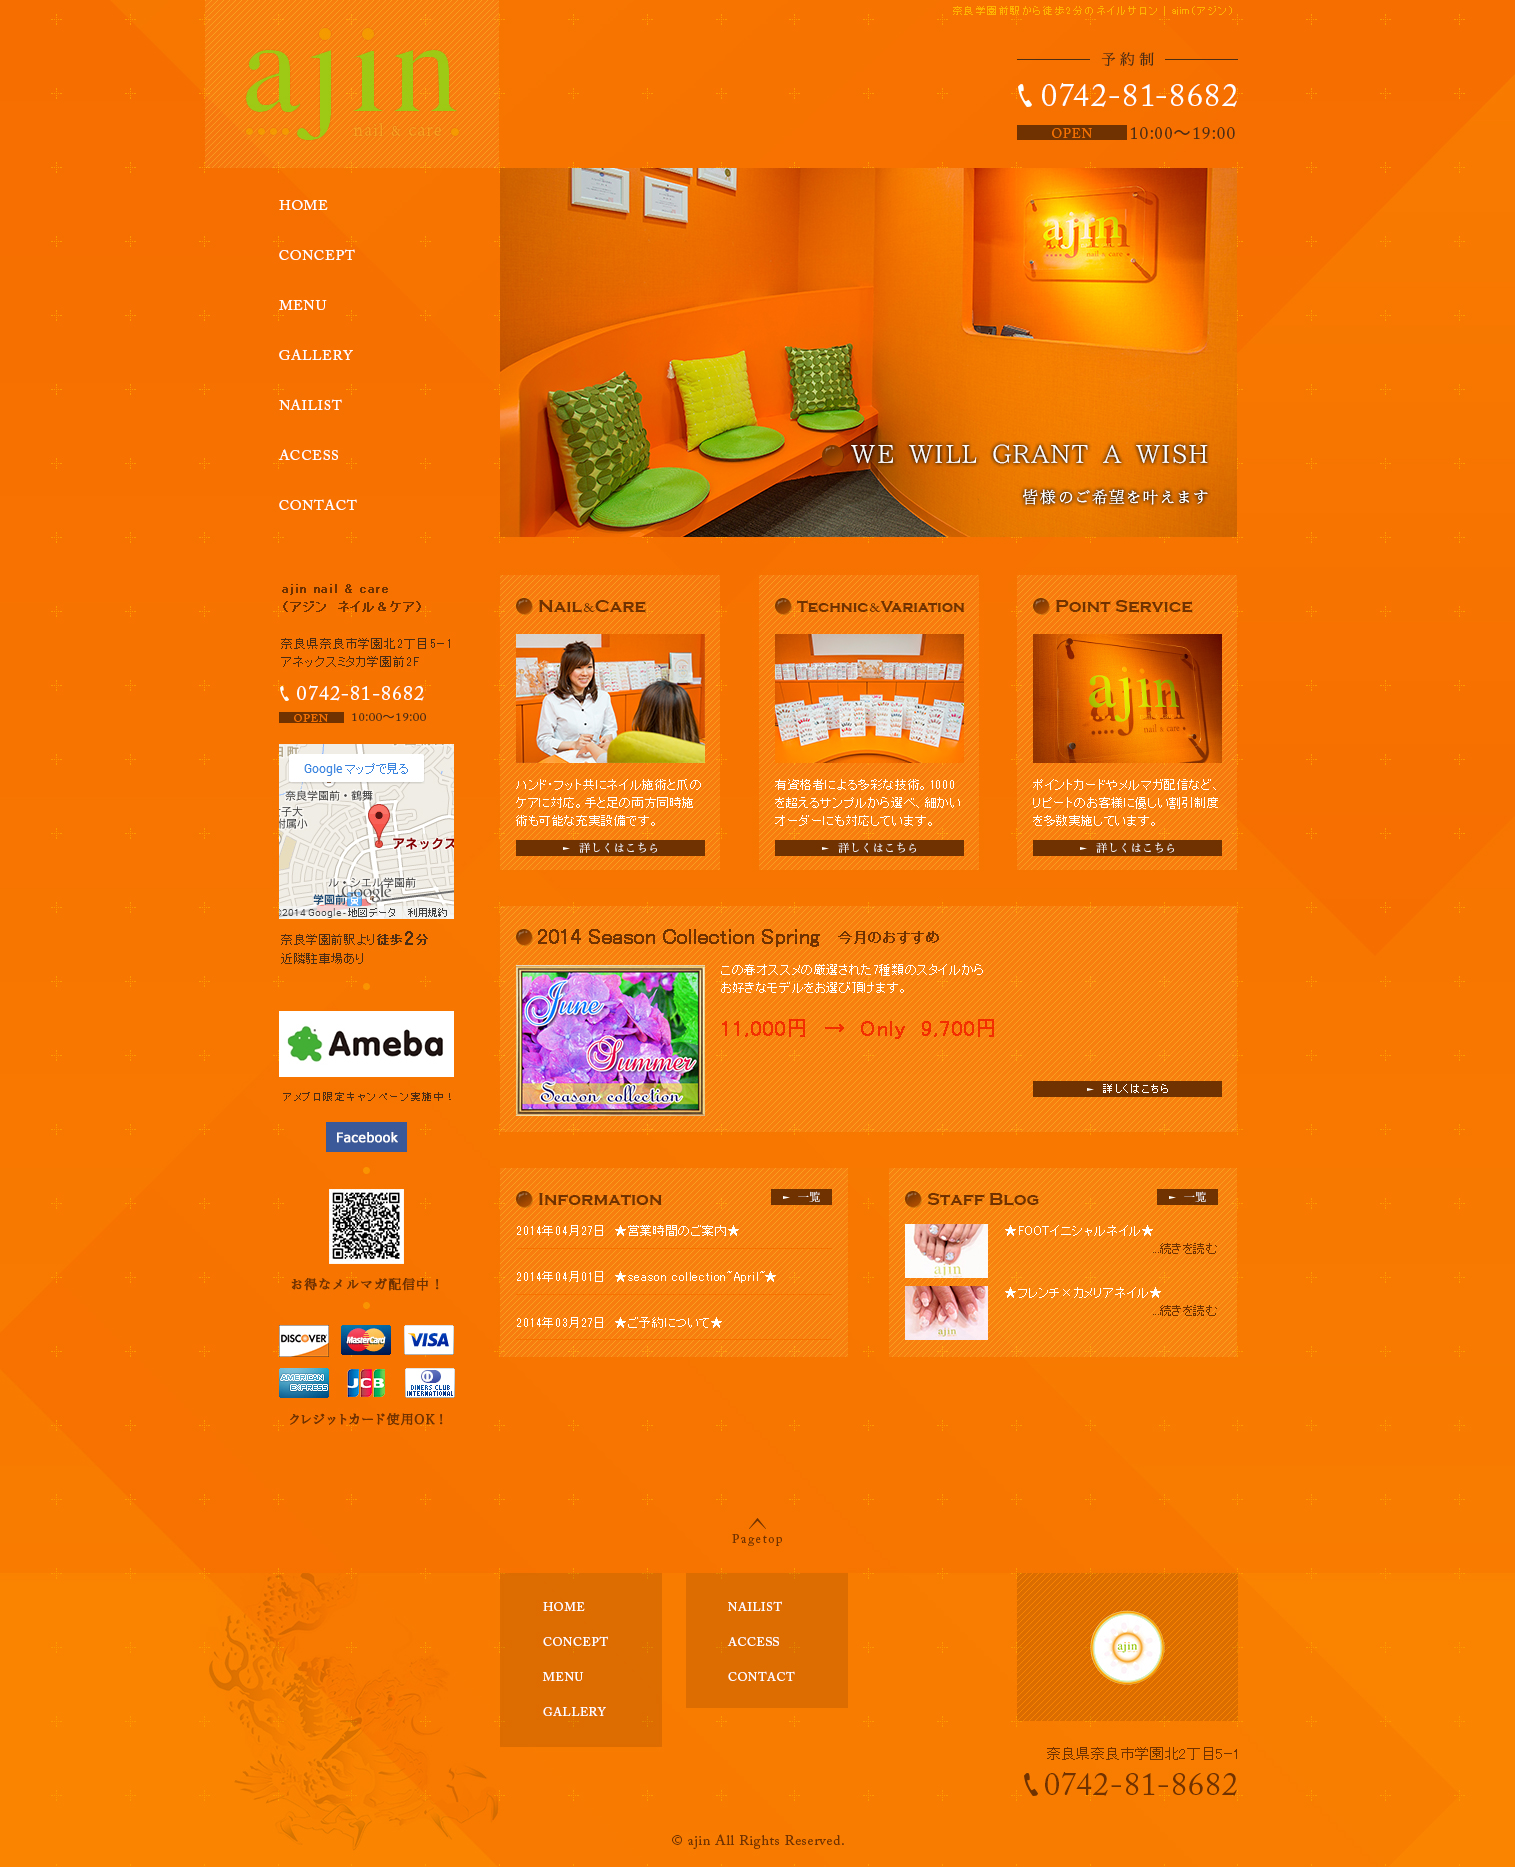 奈良学園前駅から徒歩2分のネイルサロン | ajin(アジン)
ajin
nail & care
予約制
0742-81-8682
OPEN 10:00〜19:00
HOME
CONCEPT
MENU
GALLERY
NAILIST
ACCESS
CONTACT
ajin
nail & care
WE WILL GRANT A WISH
皆様のご希望を叶えます
ajin nail & care
(アジン ネイル&ケア)
奈良県奈良市学園北2丁目5-1
アネックスミタカ学園前2F
0742-81-8682
OPEN 10:00〜19:00
Google マップで見る
奈良学園前・鶴舞
子大
附属小
アネックス
ル・シエル学園前
Google
学園前
©2014 Google - 地図データ 利用規約
奈良学園前駅より徒歩2分
近隣駐車場あり
Ameba
アメブロ限定キャンペーン実施中!
Facebook
お得なメルマガ配信中!
DISCOVER
MasterCard
VISA
AMERICAN EXPRESS
JCB
DINERS CLUB INTERNATIONAL
クレジットカード使用OK!
NAIL&CARE
ハンド・フット共にネイル施術と爪の
ケアに対応。手と足の両方同時施
術も可能な充実設備です。
► 詳しくはこちら
TECHNIC&VARIATION
有資格者による多彩な技術。1000
を超えるサンプルから選べ、細かい
オーダーにも対応しています。
► 詳しくはこちら
POINT SERVICE
ajin
nail & care
ポイントカードやメルマガ配信など、
リピートのお客様に優しい割引制度
を多数実施しています。
► 詳しくはこちら
2014 Season Collection Spring 今月のおすすめ
June
Summer
Season collection
この春オススメの厳選された7種類のスタイルから
お好きなモデルをお選び頂けます。
11,000円 → Only 9,700円
► 詳しくはこちら
INFORMATION
► 一覧
2014年04月27日 ★営業時間のご案内★
2014年04月01日 ★season collection~April~★
2014年03月27日 ★ご予約について★
STAFF BLOG
► 一覧
ajin
★FOOTイニシャルネイル★
...続きを読む
ajin
★フレンチ×カメリアネイル★
...続きを読む
Pagetop
HOME
CONCEPT
MENU
GALLERY
NAILIST
ACCESS
CONTACT
ajin
奈良県奈良市学園北2丁目5-1
0742-81-8682
© ajin All Rights Reserved.